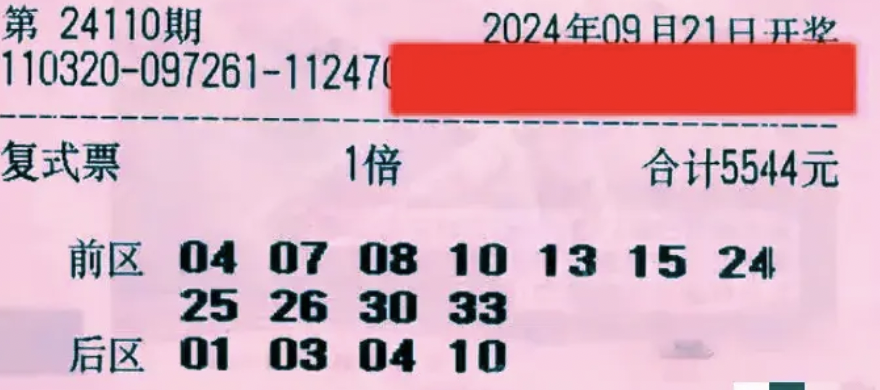 第 24110期 2024年09月21日开奖
110320-097261-112470
复式票 1倍 合计5544元
前区 04 07 08 10 13 15 24
25 26 30 33
后区 01 03 04 10